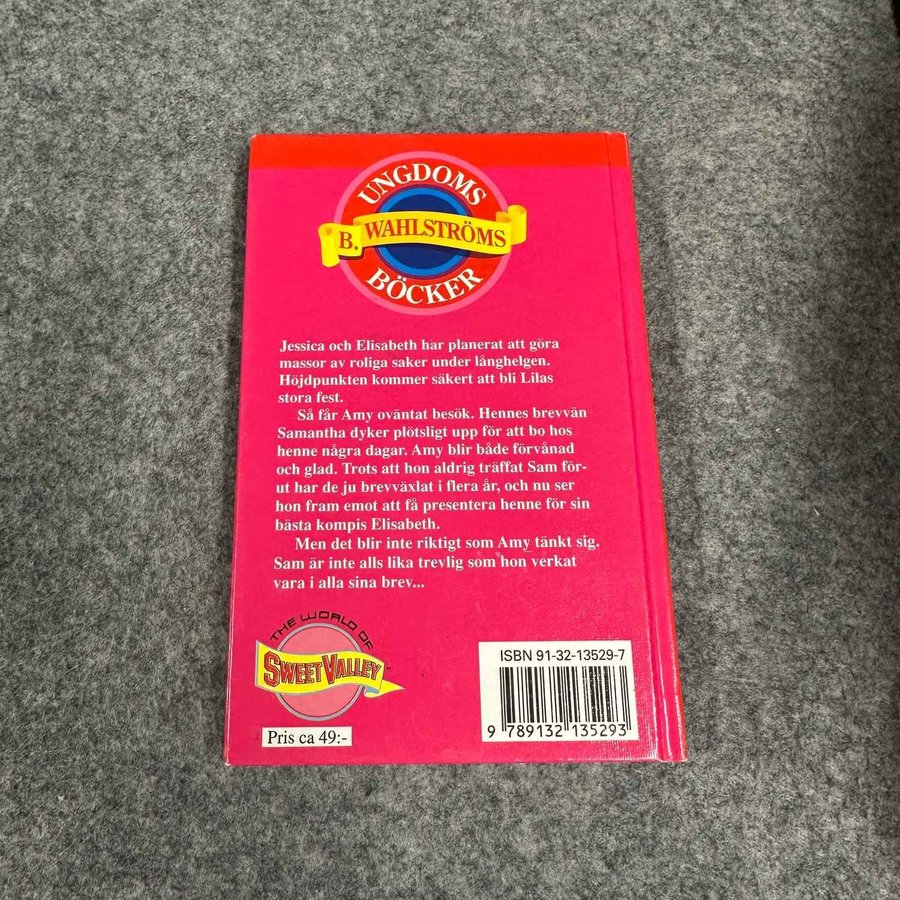 UNGDOMS
B. WAHLSTRÖMS
BÖCKER
Jessica och Elisabeth har planerat att göra
massor av roliga saker under långhelgen.
Höjdpunkten kommer säkert att bli Lilas
stora fest.
Så får Amy oväntat besök. Hennes brevvän
Samantha dyker plötsligt upp för att bo hos
henne några dagar. Amy blir både förvånad
och glad. Trots att hon aldrig träffat Sam för-
ut har de ju brevväxlat i flera år, och nu ser
hon fram emot att få presentera henne för sin
bästa kompis Elisabeth.
Men det blir inte riktigt som Amy tänkt sig.
Sam är inte alls lika trevlig som hon verkat
vara i alla sina brev...
THE WORLD OF
SWEET VALLEY
Pris ca 49:-
ISBN 91-32-13529-7
9 789132 135293